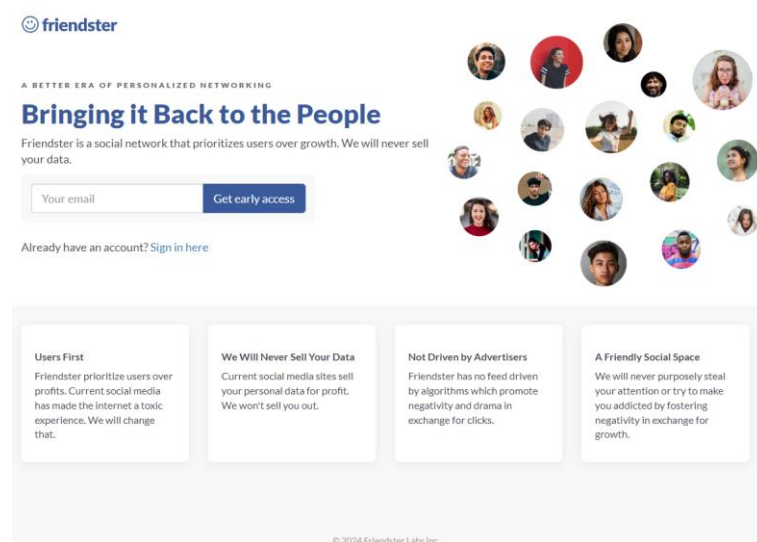 friendster
A BETTER ERA OF PERSONALIZED NETWORKING
Bringing it Back to the People
Friendster is a social network that prioritizes users over growth. We will never sell
your data.
Your email
Get early access
Already have an account? Sign in here
Users First
Friendster prioritize users over
profits. Current social media
has made the internet a toxic
experience. We will change
that.
We Will Never Sell Your Data
Current social media sites sell
your personal data for profit.
We won't sell you out.
Not Driven by Advertisers
Friendster has no feed driven
by algorithms which promote
negativity and drama in
exchange for clicks.
A Friendly Social Space
We will never purposely steal
your attention or try to make
you addicted by fostering
negativity in exchange for
growth.
© 2024 Friendster Labs Inc